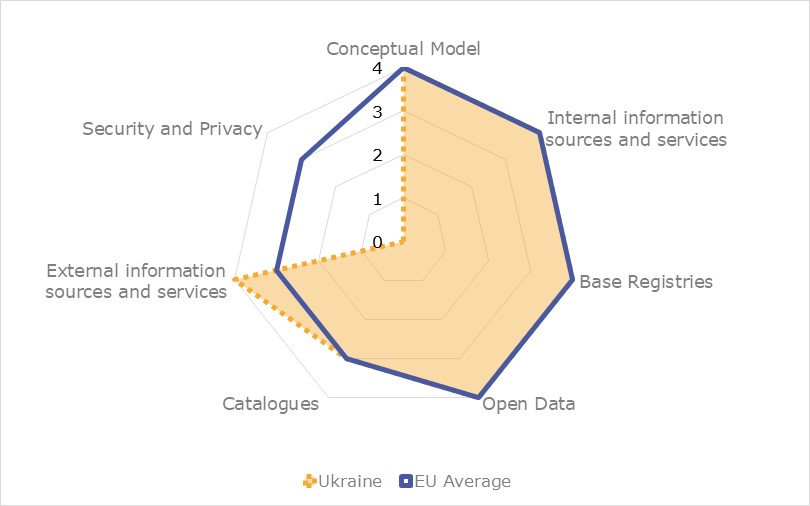 Conceptual Model
4
Internal information
sources and services
3
Security and Privacy
2
1
0
External information
sources and services
Base Registries
Catalogues
Open Data
Ukraine
EU Average